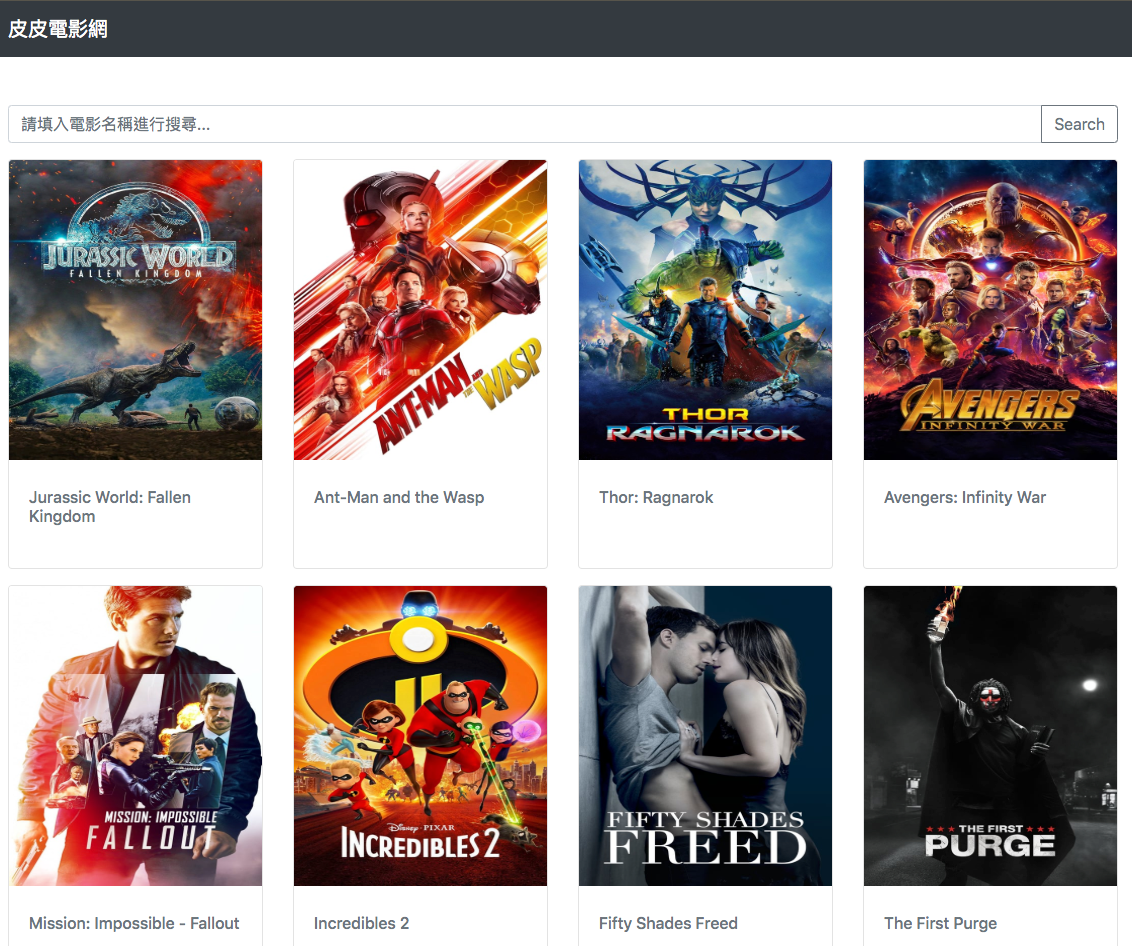 皮皮電影網
請填入電影名稱進行搜尋...
Search
JURASSIC WORLD
FALLEN KINGDOM
ANT-MAN AND
THE WASP
THOR
RAGNAROK
AVENGERS
INFINITY WAR
Jurassic World: Fallen
Kingdom
Ant-Man and the Wasp
Thor: Ragnarok
Avengers: Infinity War
MISSION: IMPOSSIBLE
FALLOUT
Disney·PIXAR
INCREDIBLES 2
FIFTY SHADES
FREED
THE FIRST
PURGE
Mission: Impossible - Fallout
Incredibles 2
Fifty Shades Freed
The First Purge